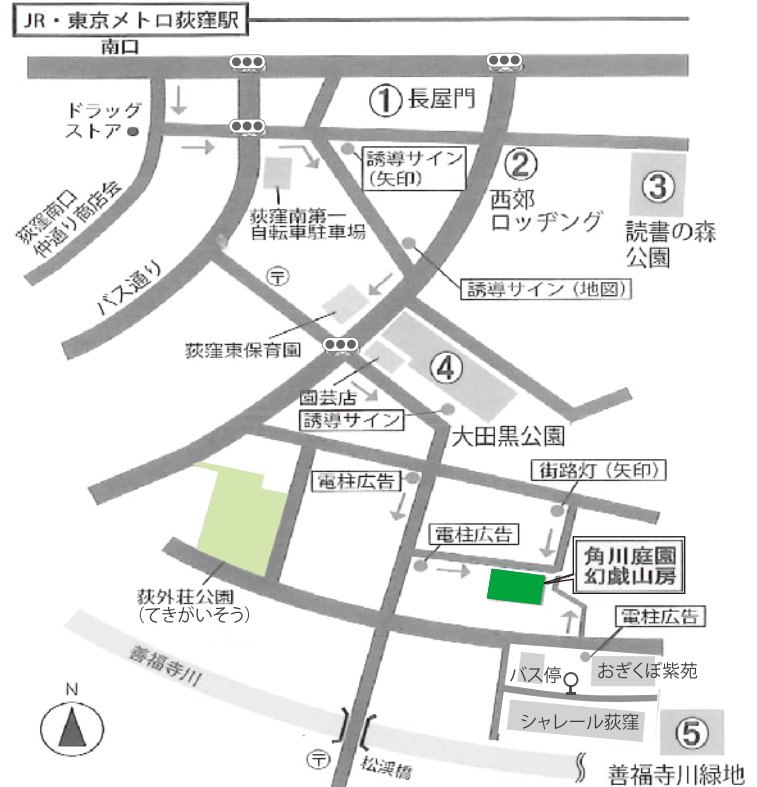 JR・東京メトロ荻窪駅
南口
①長屋門
ドラッグ
ストア
誘導サイン
(矢印)
②
西郊
ロッヂング
③
読書の森
公園
荻窪南口
仲通り商店会
荻窪南第一
自転車駐車場
バス通り
〒
誘導サイン(地図)
荻窪東保育園
④
園芸店
誘導サイン
大田黒公園
電柱広告
街路灯(矢印)
電柱広告
角川庭園
幻戯山房
荻外荘公園
(てきがいそう)
電柱広告
善福寺川
バス停
おぎくぼ紫苑
シャレール荻窪
N
⑤
〒
松渓橋
善福寺川緑地